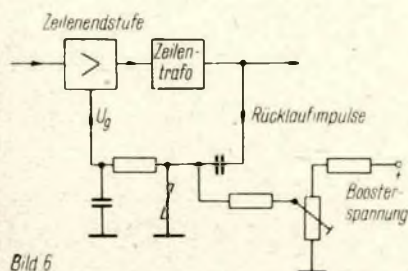 Zeilenendstufe
>
Zeilen-
trafo
Ug
Rücklaufimpulse
+
Booster-
spannung
Bild 6